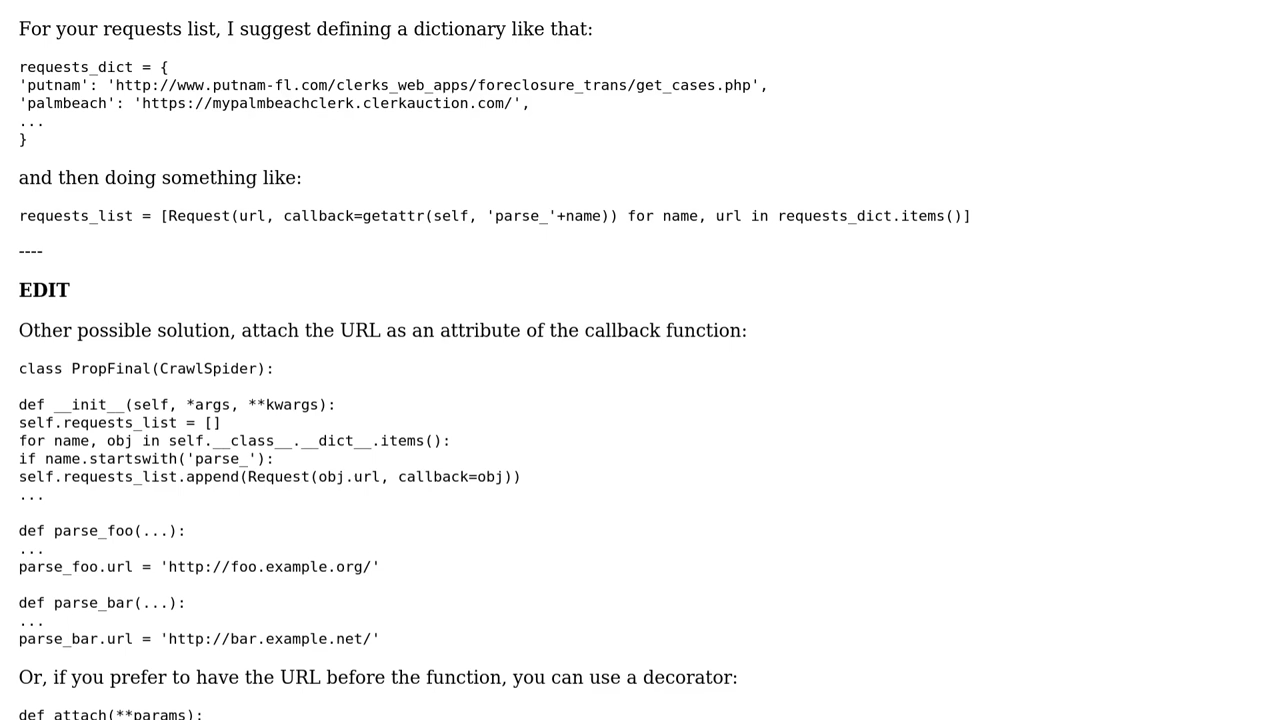 For your requests list, I suggest defining a dictionary like that:
requests_dict = {
'putnam': 'http://www.putnam-fl.com/clerks_web_apps/foreclosure_trans/get_cases.php',
'palmbeach': 'https://mypalmbeachclerk.clerkauction.com/',
...
}
and then doing something like:
requests_list = [Request(url, callback=getattr(self, 'parse_'+name)) for name, url in requests_dict.items()]
----
EDIT
Other possible solution, attach the URL as an attribute of the callback function:
class PropFinal(CrawlSpider):
def __init__(self, *args, **kwargs):
self.requests_list = []
for name, obj in self.__class__.__dict__.items():
if name.startswith('parse_'):
self.requests_list.append(Request(obj.url, callback=obj))
...
def parse_foo(...):
...
parse_foo.url = 'http://foo.example.org/'
def parse_bar(...):
...
parse_bar.url = 'http://bar.example.net/'
Or, if you prefer to have the URL before the function, you can use a decorator:
def attach(**params):